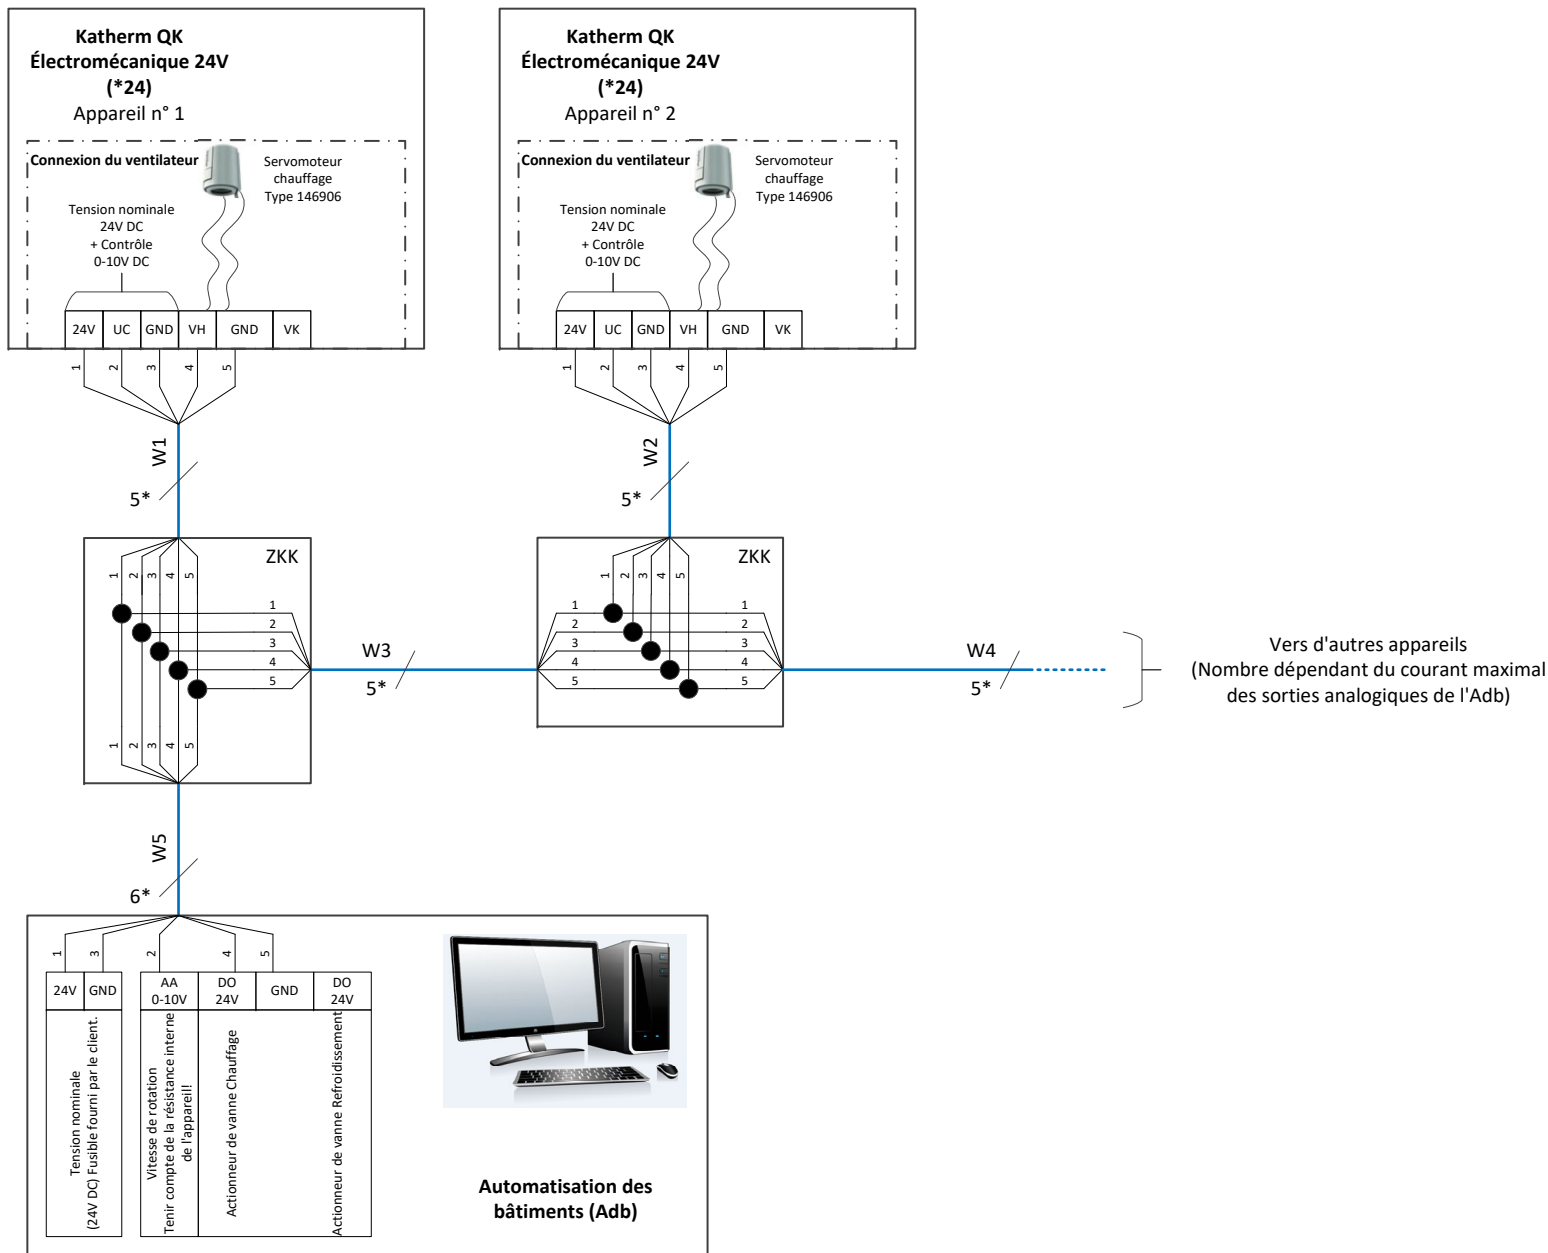 Katherm QK
Électromécanique 24V
(*24)
Appareil n° 1
Connexion du ventilateur
Servomoteur
chauffage
Type 146906
Tension nominale
24V DC
+ Contrôle
0-10V DC
24V UC GND VH GND VK
1 2 3 4 5
W1
5*
Katherm QK
Électromécanique 24V
(*24)
Appareil n° 2
Connexion du ventilateur
Servomoteur
chauffage
Type 146906
Tension nominale
24V DC
+ Contrôle
0-10V DC
24V UC GND VH GND VK
1 2 3 4 5
W2
5*
ZKK
1 2 3 4 5
1
2
3
4
5
1 2 3 4 5
W3
5*
ZKK
1 2 3 4 5
1
2
3
4
5
1
2
3
4
5
W4
5*
Vers d'autres appareils
(Nombre dépendant du courant maximal
des sorties analogiques de l'Adb)
W5
6*
1 3 2 4 5
24V GND
AA
0-10V
DO
24V
GND
DO
24V
Tension nominale
(24V DC) Fusible fourni par le client.
Vitesse de rotation
Tenir compte de la résistance interne
de l'appareil!
Actionneur de vanne Chauffage
Actionneur de vanne Refroidissement
Automatisation des
bâtiments (Adb)